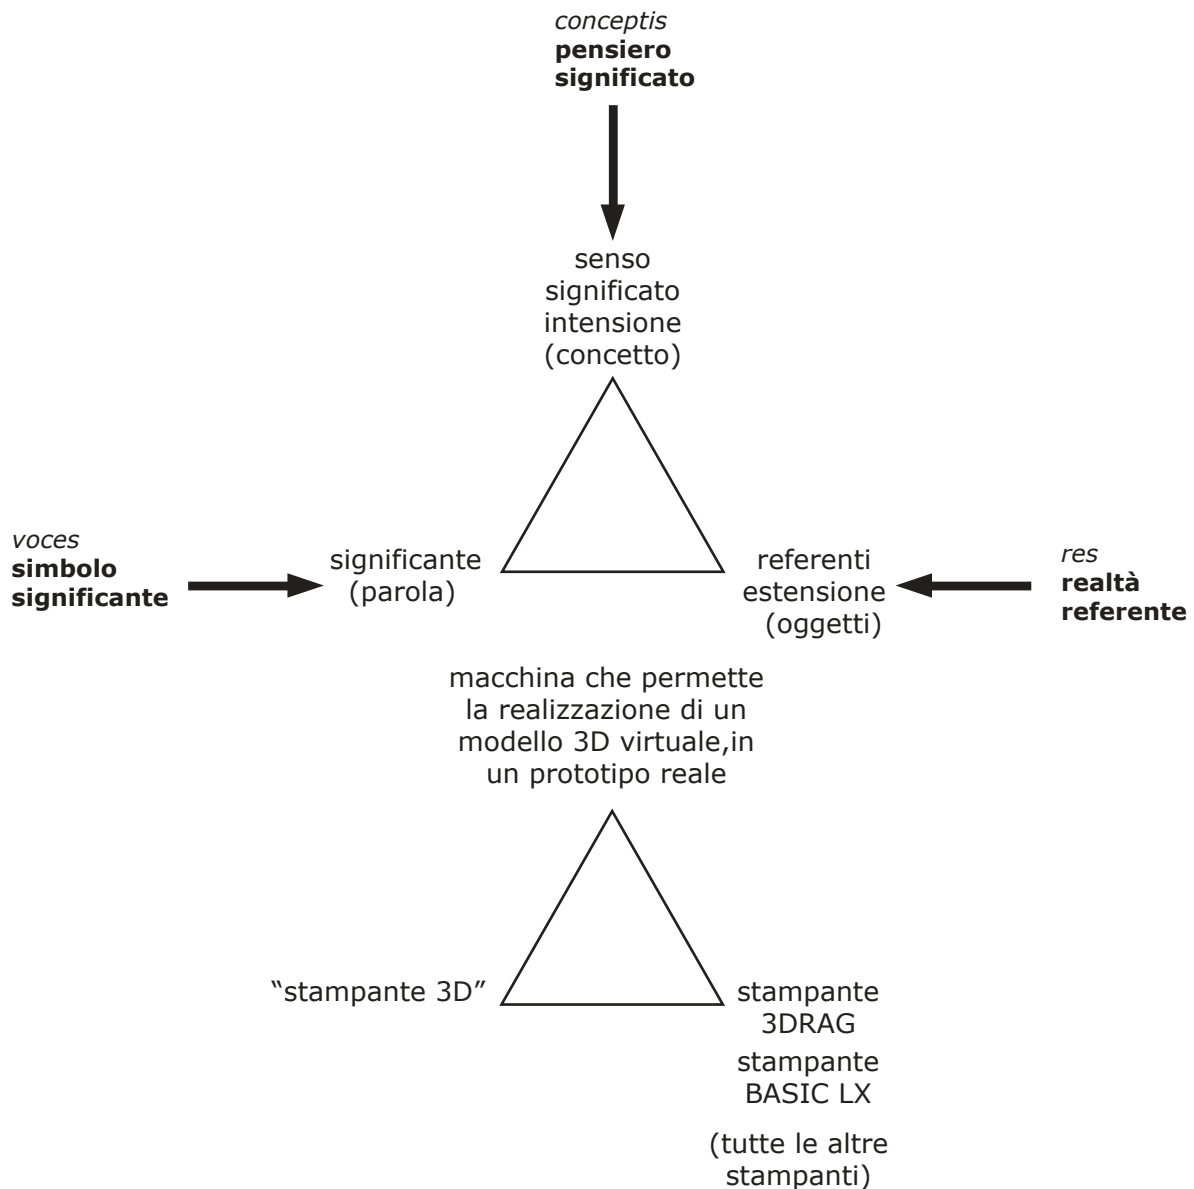 conceptis
pensiero
significato
senso
significato
intensione
(concetto)
voces
simbolo
significante
significante
(parola)
referenti
estensione
(oggetti)
res
realtà
referente
macchina che permette
la realizzazione di un
modello 3D virtuale,in
un prototipo reale
“stampante 3D”
stampante
3DRAG
stampante
BASIC LX
(tutte le altre
stampanti)